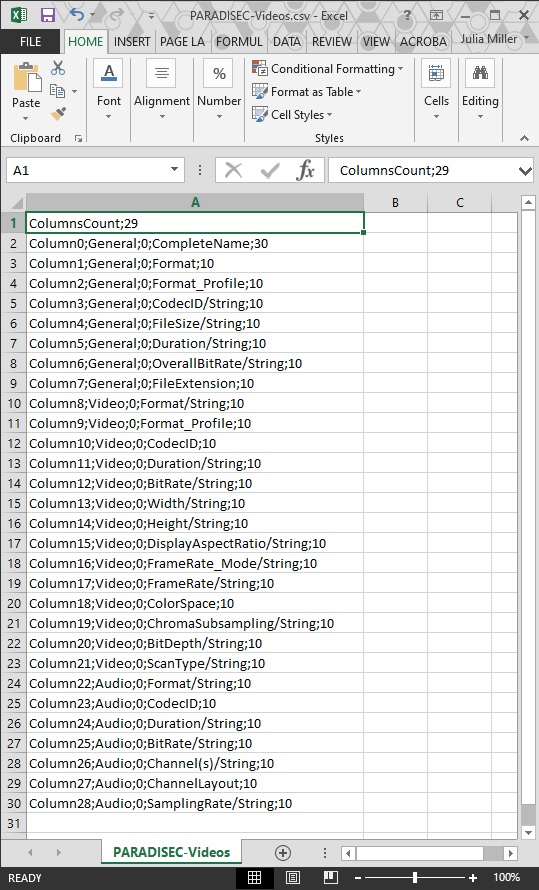 PARADISEC-Videos.csv - Excel
FILE HOME INSERT PAGE LA FORMUL DATA REVIEW VIEW ACROBA Julia Miller
Paste
Clipboard
Font
Alignment
Number
%
Conditional Formatting
Format as Table
Cell Styles
Styles
Cells
Editing
A1 fx ColumnsCount;29
A B C
1 ColumnsCount;29
2 Column0;General;0;CompleteName;30
3 Column1;General;0;Format;10
4 Column2;General;0;Format_Profile;10
5 Column3;General;0;CodecID/String;10
6 Column4;General;0;FileSize/String;10
7 Column5;General;0;Duration/String;10
8 Column6;General;0;OverallBitRate/String;10
9 Column7;General;0;FileExtension;10
10 Column8;Video;0;Format/String;10
11 Column9;Video;0;Format_Profile;10
12 Column10;Video;0;CodecID;10
13 Column11;Video;0;Duration/String;10
14 Column12;Video;0;BitRate/String;10
15 Column13;Video;0;Width/String;10
16 Column14;Video;0;Height/String;10
17 Column15;Video;0;DisplayAspectRatio/String;10
18 Column16;Video;0;FrameRate_Mode/String;10
19 Column17;Video;0;FrameRate/String;10
20 Column18;Video;0;ColorSpace;10
21 Column19;Video;0;ChromaSubsampling/String;10
22 Column20;Video;0;BitDepth/String;10
23 Column21;Video;0;ScanType/String;10
24 Column22;Audio;0;Format/String;10
25 Column23;Audio;0;CodecID;10
26 Column24;Audio;0;Duration/String;10
27 Column25;Audio;0;BitRate/String;10
28 Column26;Audio;0;Channel(s)/String;10
29 Column27;Audio;0;ChannelLayout;10
30 Column28;Audio;0;SamplingRate/String;10
31
PARADISEC-Videos
READY 100%